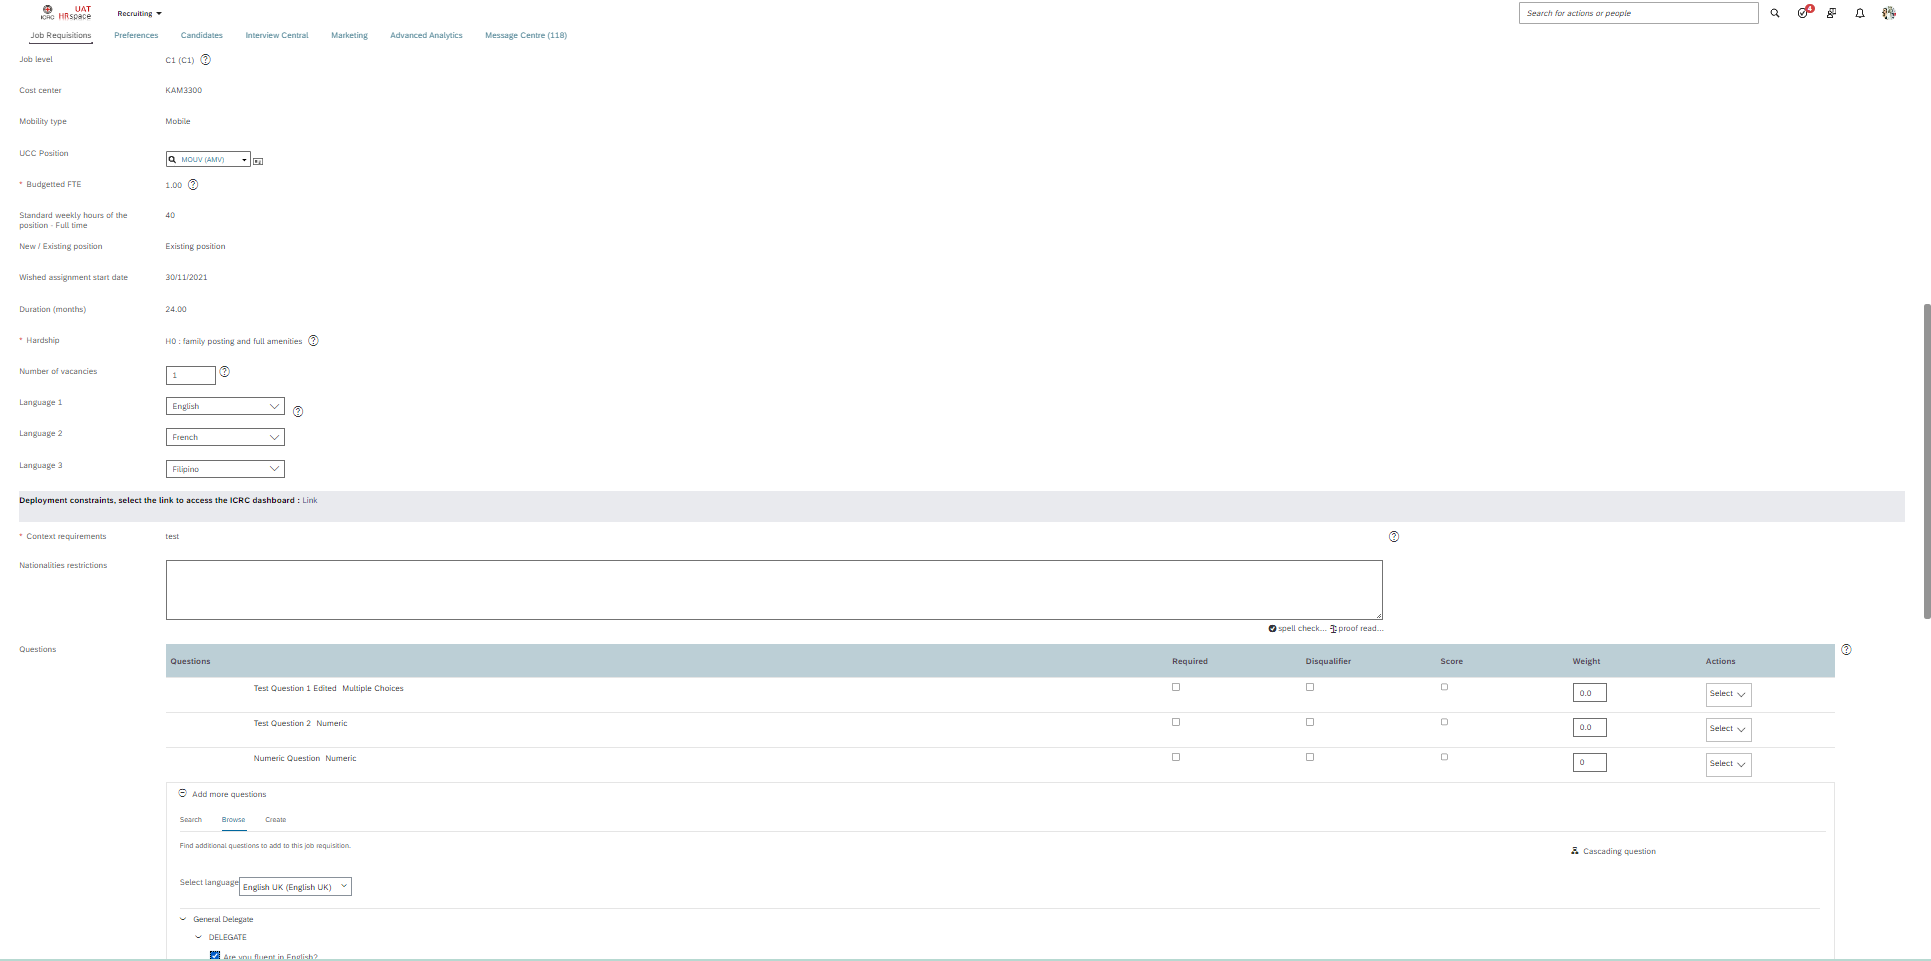 UAT
ICRC HRspace
Recruiting
Search for actions or people
4
Job Requisitions Preferences Candidates Interview Central Marketing Advanced Analytics Message Centre (118)
Job level C1 (C1) ?
Cost center KAM3300
Mobility type Mobile
UCC Position MOUV (AMV)
* Budgetted FTE 1.00 ?
Standard weekly hours of the 40
position - Full time
New / Existing position Existing position
Wished assignment start date 30/11/2021
Duration (months) 24.00
* Hardship H0 : family posting and full amenities ?
Number of vacancies 1 ?
Language 1 English ?
Language 2 French
Language 3 Filipino
Deployment constraints, select the link to access the ICRC dashboard : Link
* Context requirements test ?
Nationalities restrictions
spell check... proof read...
Questions ?
Questions Required Disqualifier Score Weight Actions
Test Question 1 Edited Multiple Choices 0.0 Select
Test Question 2 Numeric 0.0 Select
Numeric Question Numeric 0 Select
Add more questions
Search Browse Create
Find additional questions to add to this job requisition.
Cascading question
Select language English UK (English UK)
General Delegate
DELEGATE
Are you fluent in English?